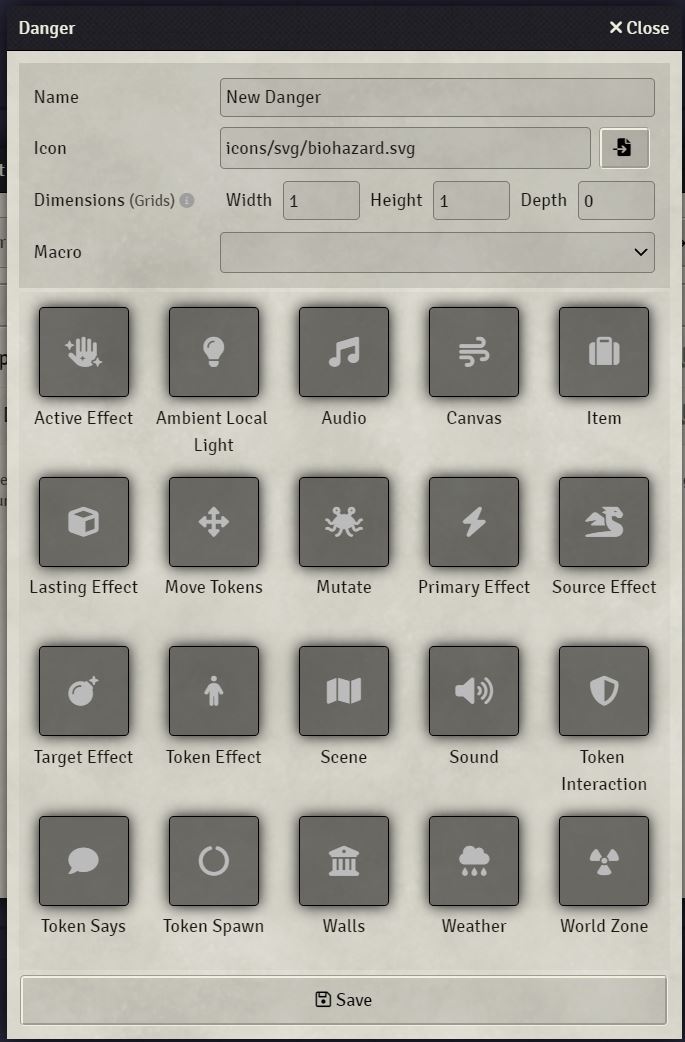 Danger
Close
Name
New Danger
Icon
icons/svg/biohazard.svg
Dimensions (Grids)
Width 1 Height 1 Depth 0
Macro
Active Effect
Ambient Local Light
Audio
Canvas
Item
Lasting Effect
Move Tokens
Mutate
Primary Effect
Source Effect
Target Effect
Token Effect
Scene
Sound
Token Interaction
Token Says
Token Spawn
Walls
Weather
World Zone
Save